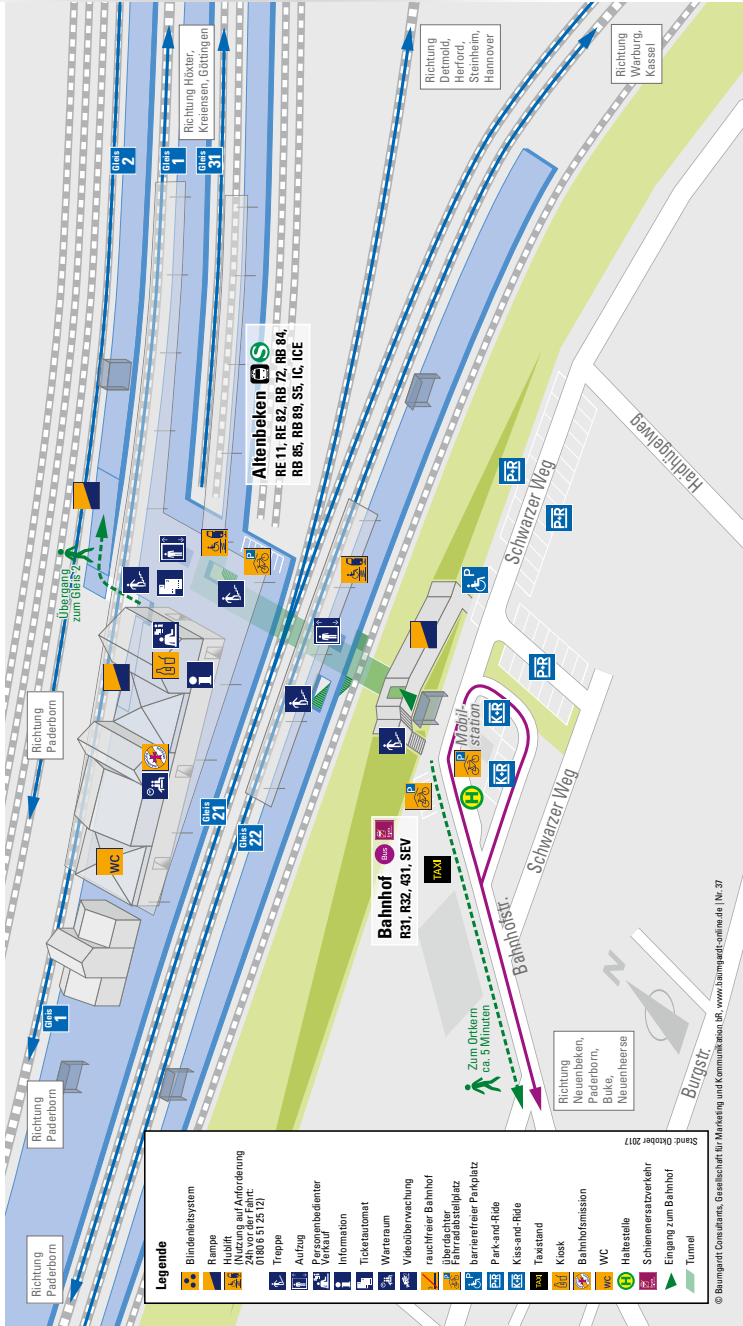 Richtung
Paderborn
Richtung
Paderborn
Richtung
Paderborn
Gleis
1
Gleis
2
Gleis
1
Gleis
31
Gleis
21
Gleis
22
Richtung Höxter,
Kreiensen, Göttingen
Richtung
Detmold,
Herford,
Steinheim,
Hannover
Richtung
Warburg,
Kassel
Übergang
zum Gleis 2
WC
Altenbeken S
RE 11, RE 82, RB 72, RB 84,
RB 85, RB 89, S5, IC, ICE
P
P
P
P
Bahnhof Bus
R31, R32, 431, SEV
TAXI
H
Mobil-
station
K+R
K+R
P+R
P+R
P+R
Schwarzer Weg
Schwarzer Weg
Haidhügelweg
Bahnhofstr.
Burgstr.
N
Zum Ortkern
ca. 5 Minuten
Richtung
Neuenbeken,
Paderborn,
Buke,
Neuenheerse
Legende
Blindenleitsystem
Rampe
Hublift
(Nutzung auf Anforderung
24h vor der Fahrt:
0180 6 51 25 12)
Treppe
Aufzug
Personenbedienter
Verkauf
Information
Ticketautomat
Warteraum
Videoüberwachung
rauchfreier Bahnhof
überdachter
Fahrradabstellplatz
barrierefreier Parkplatz
P+R Park-and-Ride
K+R Kiss-and-Ride
TAXI Taxistand
Kiosk
Bahnhofsmission
WC WC
H Haltestelle
Schienenersatzverkehr
Eingang zum Bahnhof
Tunnel
Stand: Oktober 2017
© Baumgardt Consultants, Gesellschaft für Marketing und Kommunikation bR, www.baumgardt-online.de | Nr. 37